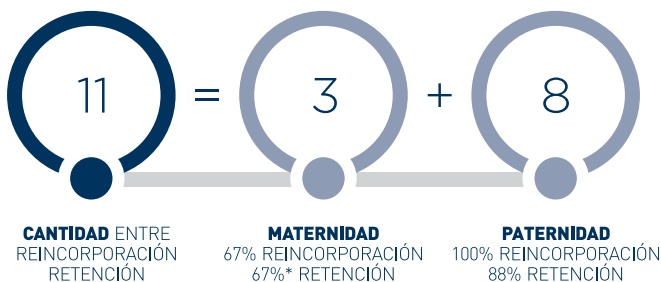 11 = 3 + 8
CANTIDAD ENTRE
REINCORPORACIÓN
RETENCIÓN
MATERNIDAD
67% REINCORPORACIÓN
67%* RETENCIÓN
PATERNIDAD
100% REINCORPORACIÓN
88% RETENCIÓN